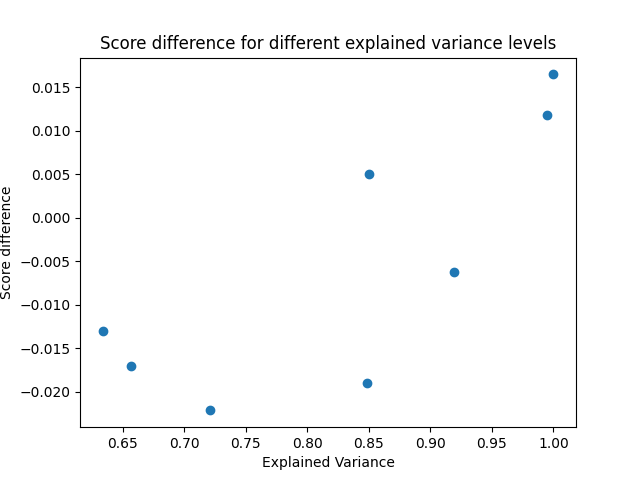 Score difference for different explained variance levels
Score difference
0.015
0.010
0.005
0.000
−0.005
−0.010
−0.015
−0.020
0.65 0.70 0.75 0.80 0.85 0.90 0.95 1.00
Explained Variance